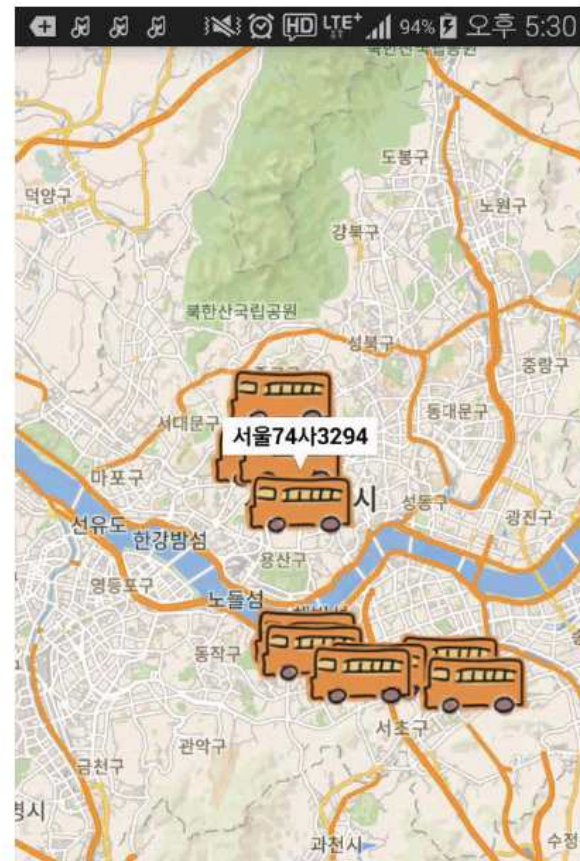 HD LTE+ 94% 오후 5:30
도봉구
덕양구
노원구
강북구
북한산국립공원
성북구
중랑구
서대문구
동대문구
서울74사3294
마포구
시
성동구
광진구
선유도
한강밤섬
용산구
영등포구
노들섬
동작구
서초구
관악구
금천구
명시
과천시
수정